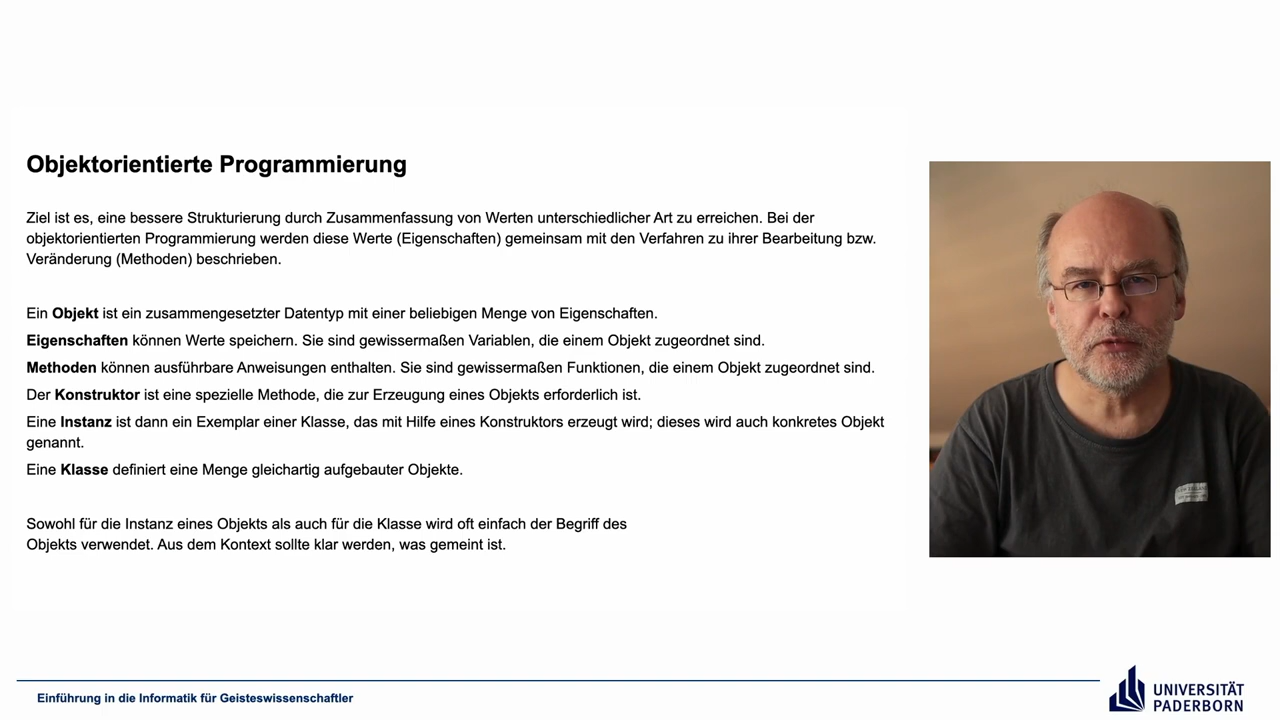 Objektorientierte Programmierung
Ziel ist es, eine bessere Strukturierung durch Zusammenfassung von Werten unterschiedlicher Art zu erreichen. Bei der
objektorientierten Programmierung werden diese Werte (Eigenschaften) gemeinsam mit den Verfahren zu ihrer Bearbeitung bzw.
Veränderung (Methoden) beschrieben.
Ein Objekt ist ein zusammengesetzter Datentyp mit einer beliebigen Menge von Eigenschaften.
Eigenschaften können Werte speichern. Sie sind gewissermaßen Variablen, die einem Objekt zugeordnet sind.
Methoden können ausführbare Anweisungen enthalten. Sie sind gewissermaßen Funktionen, die einem Objekt zugeordnet sind.
Der Konstruktor ist eine spezielle Methode, die zur Erzeugung eines Objekts erforderlich ist.
Eine Instanz ist dann ein Exemplar einer Klasse, das mit Hilfe eines Konstruktors erzeugt wird; dieses wird auch konkretes Objekt
genannt.
Eine Klasse definiert eine Menge gleichartig aufgebauter Objekte.
Sowohl für die Instanz eines Objekts als auch für die Klasse wird oft einfach der Begriff des
Objekts verwendet. Aus dem Kontext sollte klar werden, was gemeint ist.
Einführung in die Informatik für Geisteswissenschaftler
UNIVERSITÄT
PADERBORN